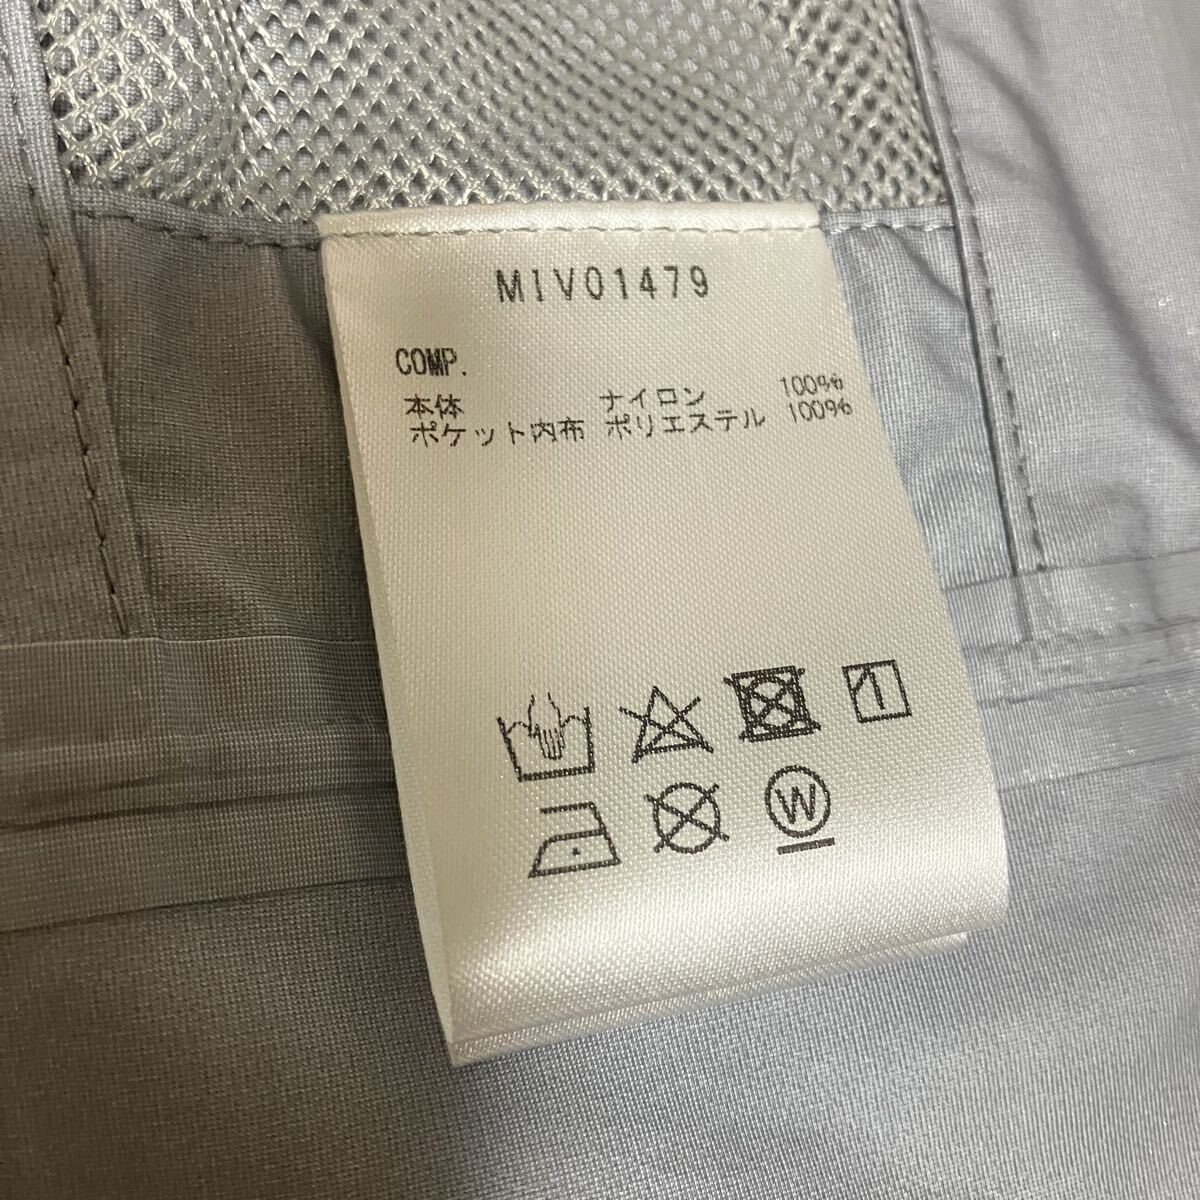 MIV01479
COMP.
本体 ナイロン 100%
ポケット内布 ポリエステル 100%
W